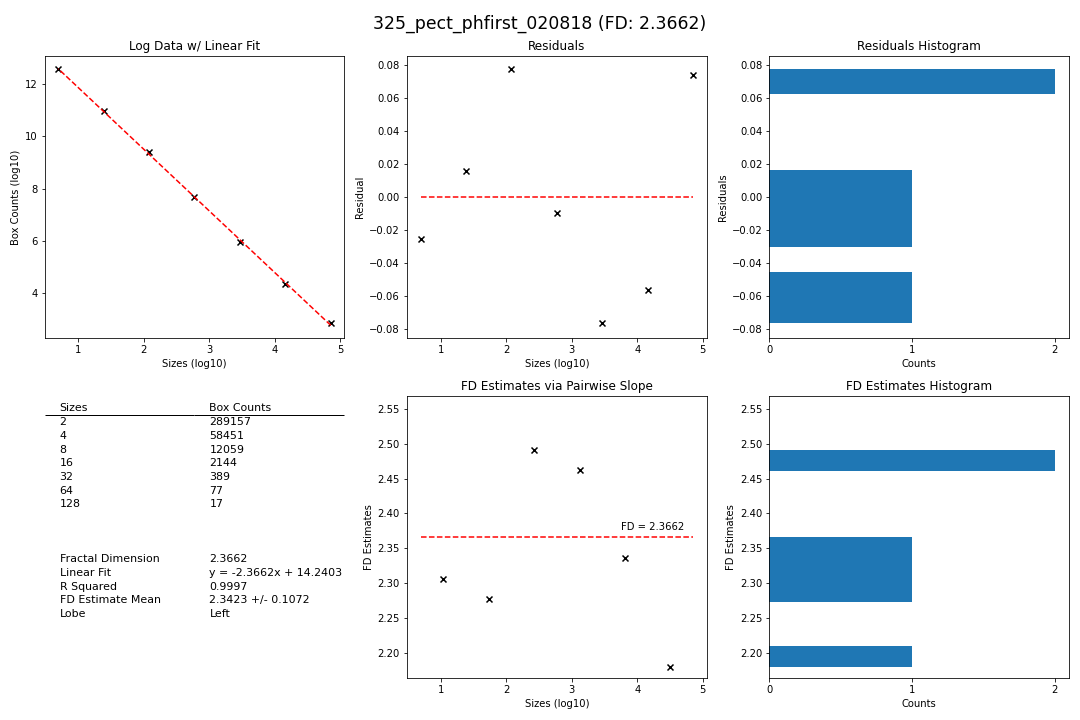 325_pect_phfirst_020818 (FD: 2.3662)
Log Data w/ Linear Fit
12
10
8
6
4
Box Counts (log10)
1 2 3 4 5
Sizes (log10)
Residuals
0.08
0.06
0.04
0.02
0.00
−0.02
−0.04
−0.06
−0.08
Residual
1 2 3 4 5
Sizes (log10)
Residuals Histogram
0.08
0.06
0.04
0.02
0.00
−0.02
−0.04
−0.06
−0.08
Residuals
0 1 2
Counts
Sizes Box Counts
2 289157
4 58451
8 12059
16 2144
32 389
64 77
128 17
Fractal Dimension 2.3662
Linear Fit y = -2.3662x + 14.2403
R Squared 0.9997
FD Estimate Mean 2.3423 +/- 0.1072
Lobe Left
FD Estimates via Pairwise Slope
2.55
2.50
2.45
2.40
2.35
2.30
2.25
2.20
FD Estimates
FD = 2.3662
1 2 3 4 5
Sizes (log10)
FD Estimates Histogram
2.55
2.50
2.45
2.40
2.35
2.30
2.25
2.20
FD Estimates
0 1 2
Counts